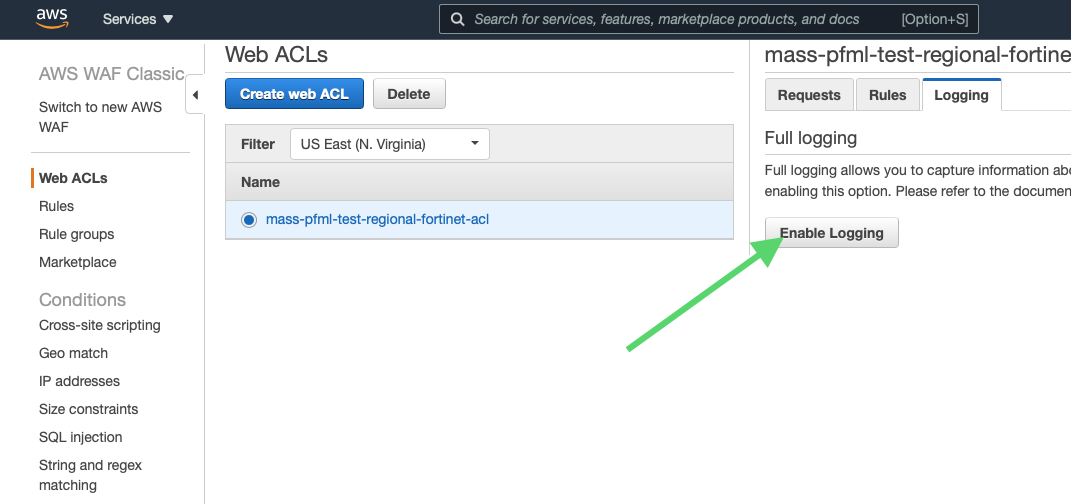 aws
Services
Search for services, features, marketplace products, and docs
[Option+S]
AWS WAF Classic
Switch to new AWS
WAF
Web ACLs
Rules
Rule groups
Marketplace
Conditions
Cross-site scripting
Geo match
IP addresses
Size constraints
SQL injection
String and regex
matching
Web ACLs
Create web ACL
Delete
Filter
US East (N. Virginia)
Name
mass-pfml-test-regional-fortinet-acl
mass-pfml-test-regional-fortine
Requests
Rules
Logging
Full logging
Full logging allows you to capture information abo
enabling this option. Please refer to the documen
Enable Logging